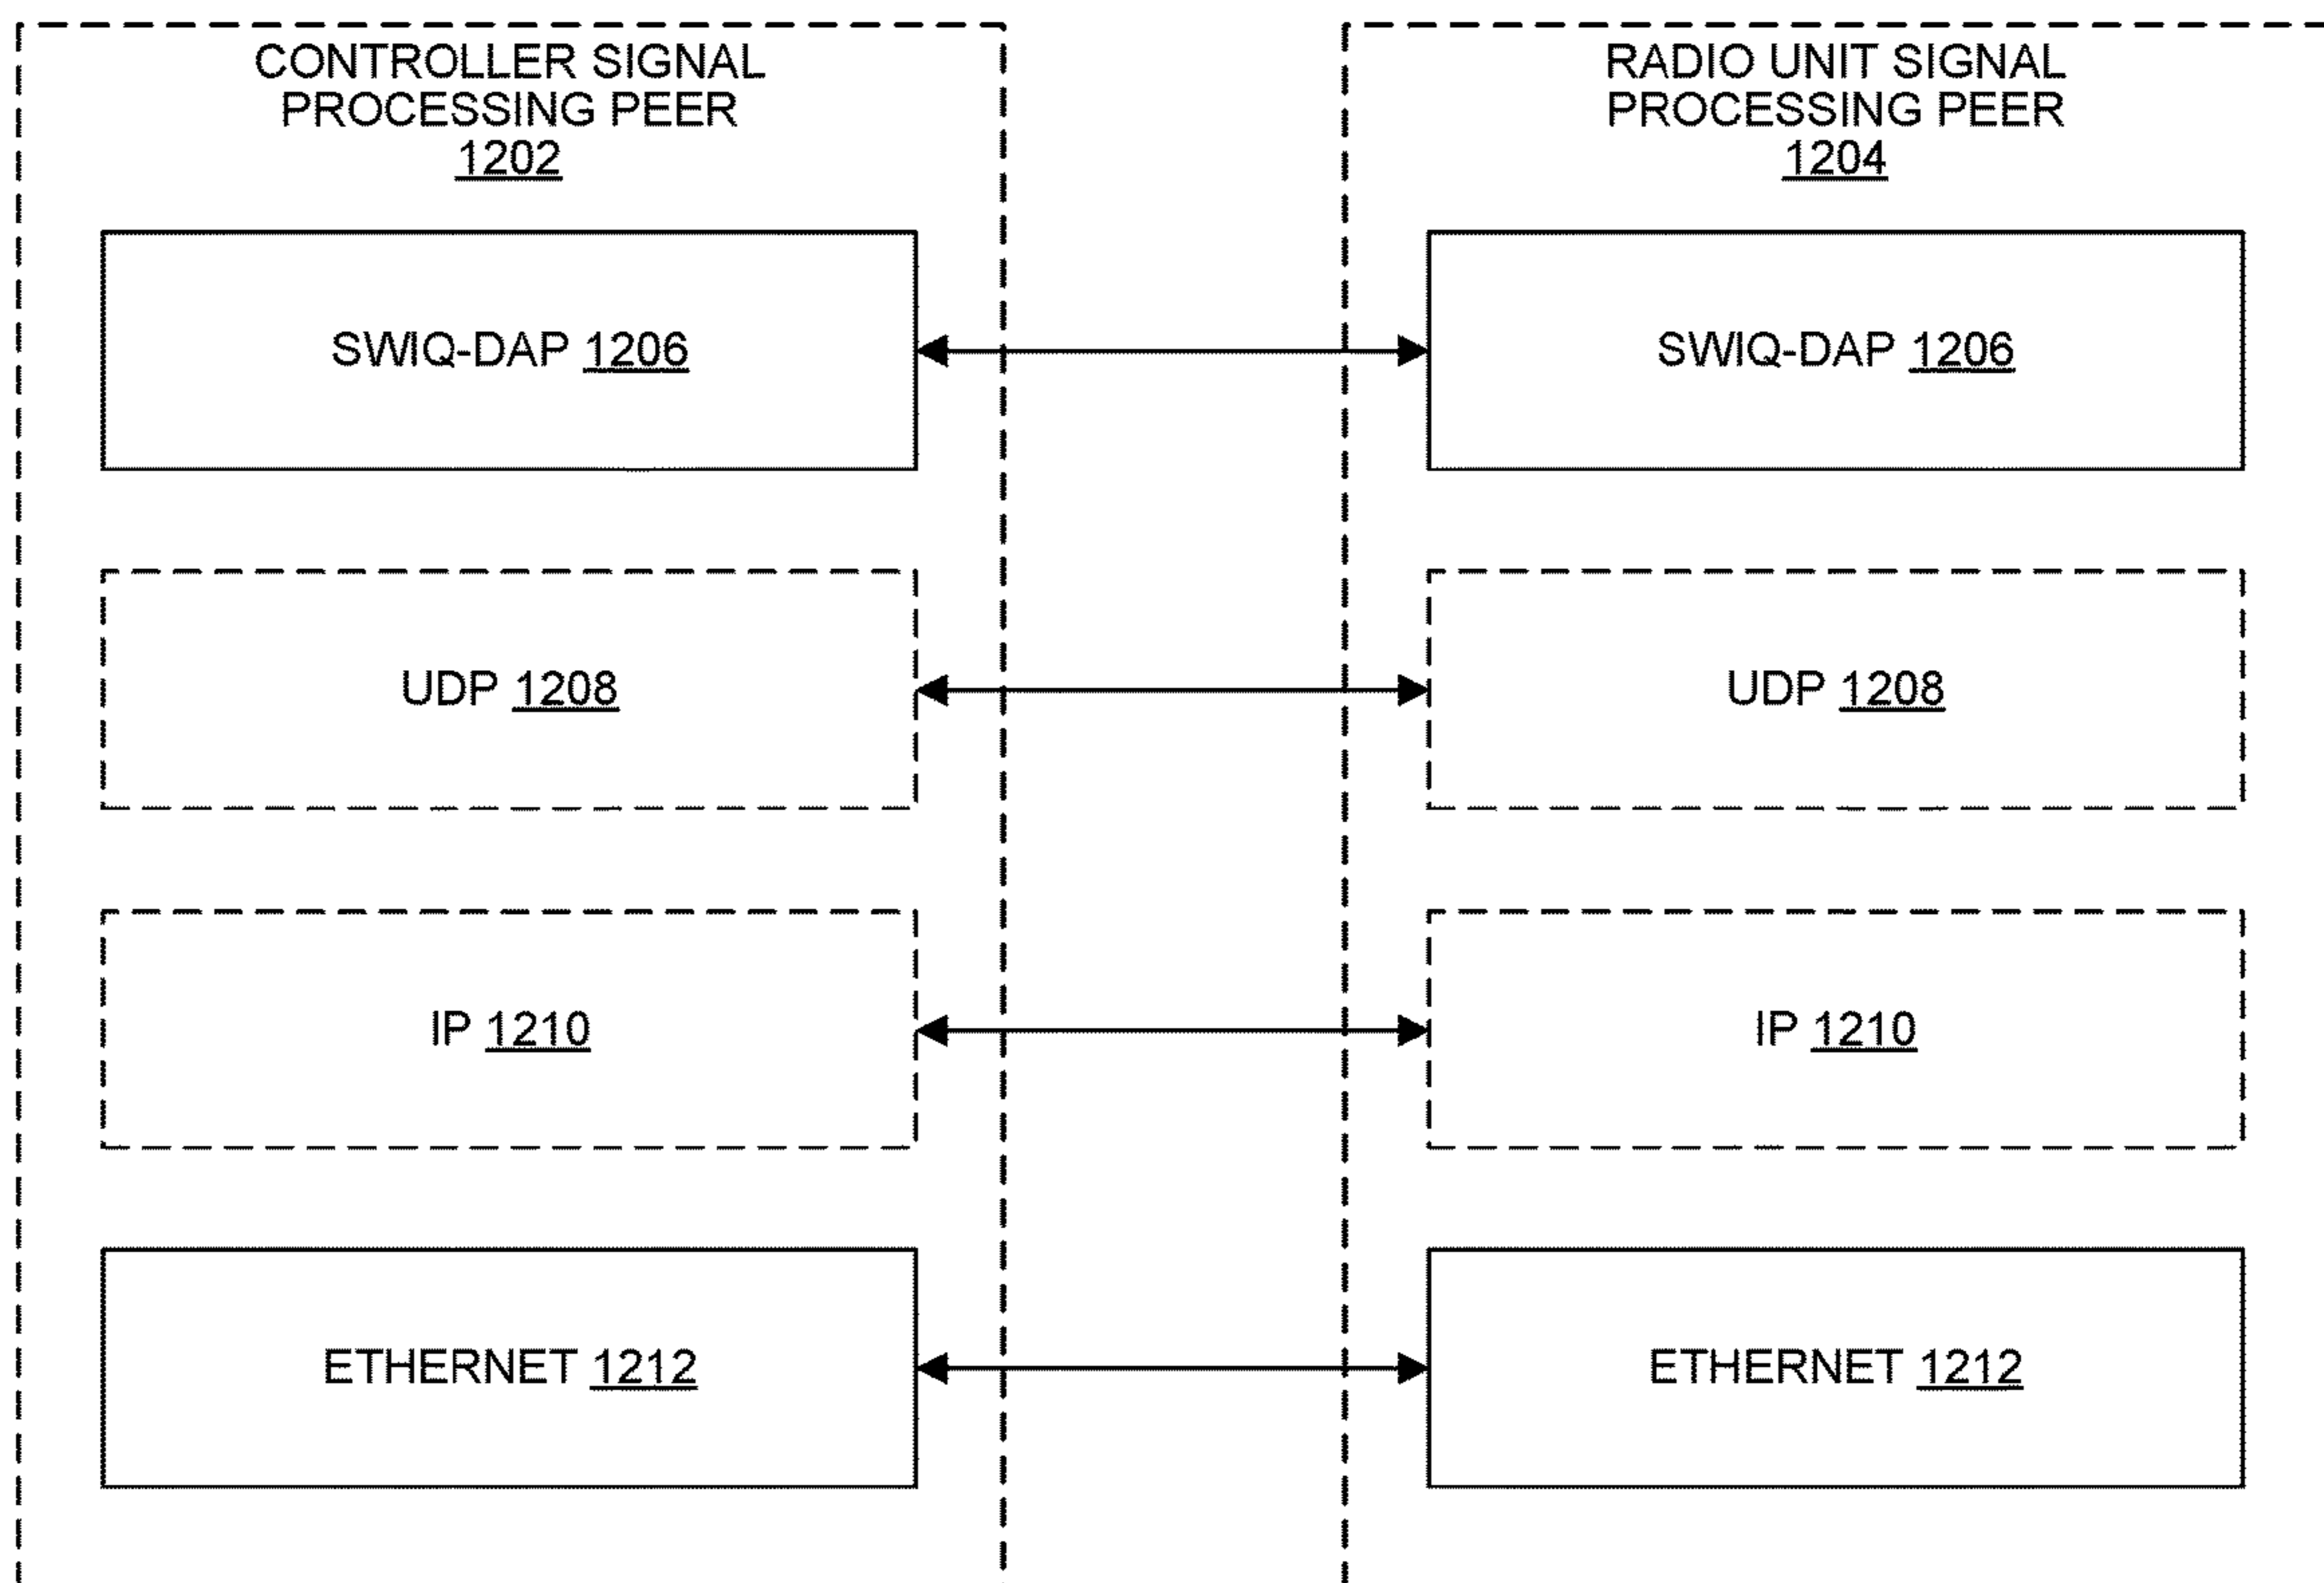 CONTROLLER SIGNAL
PROCESSING PEER
1202
RADIO UNIT SIGNAL
PROCESSING PEER
1204
SWIQ-DAP 1206
SWIQ-DAP 1206
UDP 1208
UDP 1208
IP 1210
IP 1210
ETHERNET 1212
ETHERNET 1212